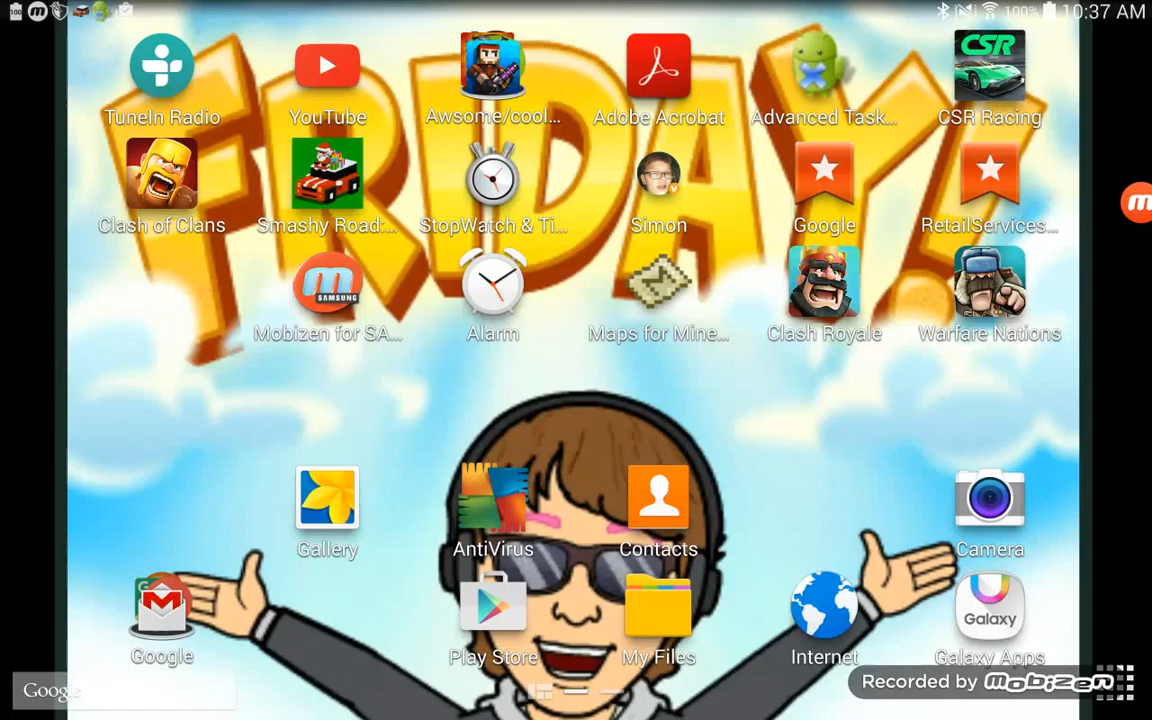 100% 10:37 AM
FRIDAY!
TuneIn Radio YouTube Awsome/cool... Adobe Acrobat Advanced Task... CSR Racing
CSR
Clash of Clans Smashy Road:... StopWatch & Ti... Simon Google RetailServices...
SAMSUNG
Mobizen for SA... Alarm Maps for Mine... Clash Royale Warfare Nations
Gallery AntiVirus Contacts Camera
Galaxy
Google Play Store My Files Internet Galaxy Apps
Google
Recorded by mobizen